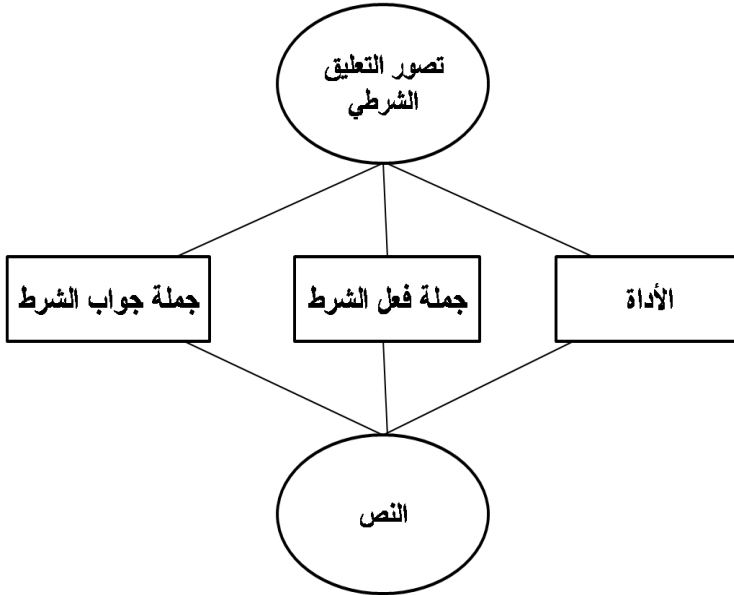 تصور التعليق
الشرطي
الأداة
جملة فعل الشرط
جملة جواب الشرط
النص